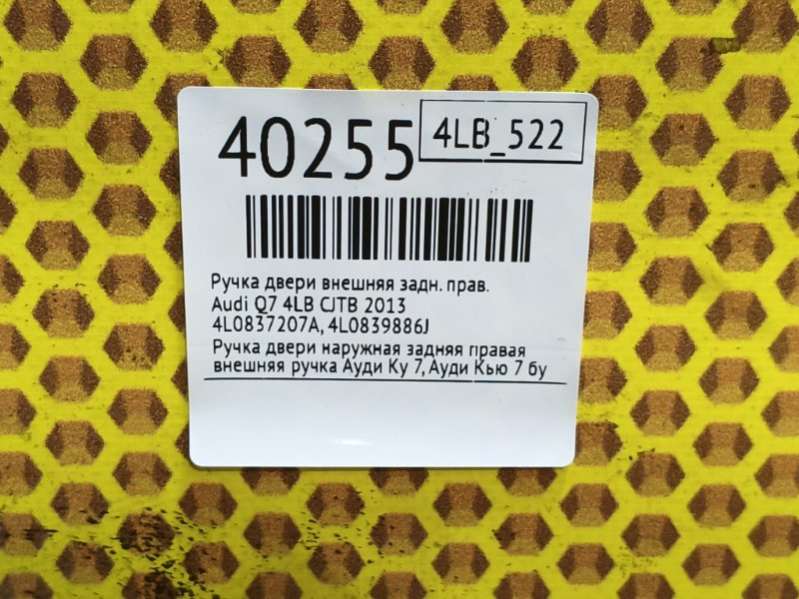 40255
4LB_522
Ручка двери внешняя задн. прав.
Audi Q7 4LB CJTB 2013
4L0837207A, 4L0839886J
Ручка двери наружная задняя правая
внешняя ручка Ауди Ку 7, Ауди Кью 7 бу